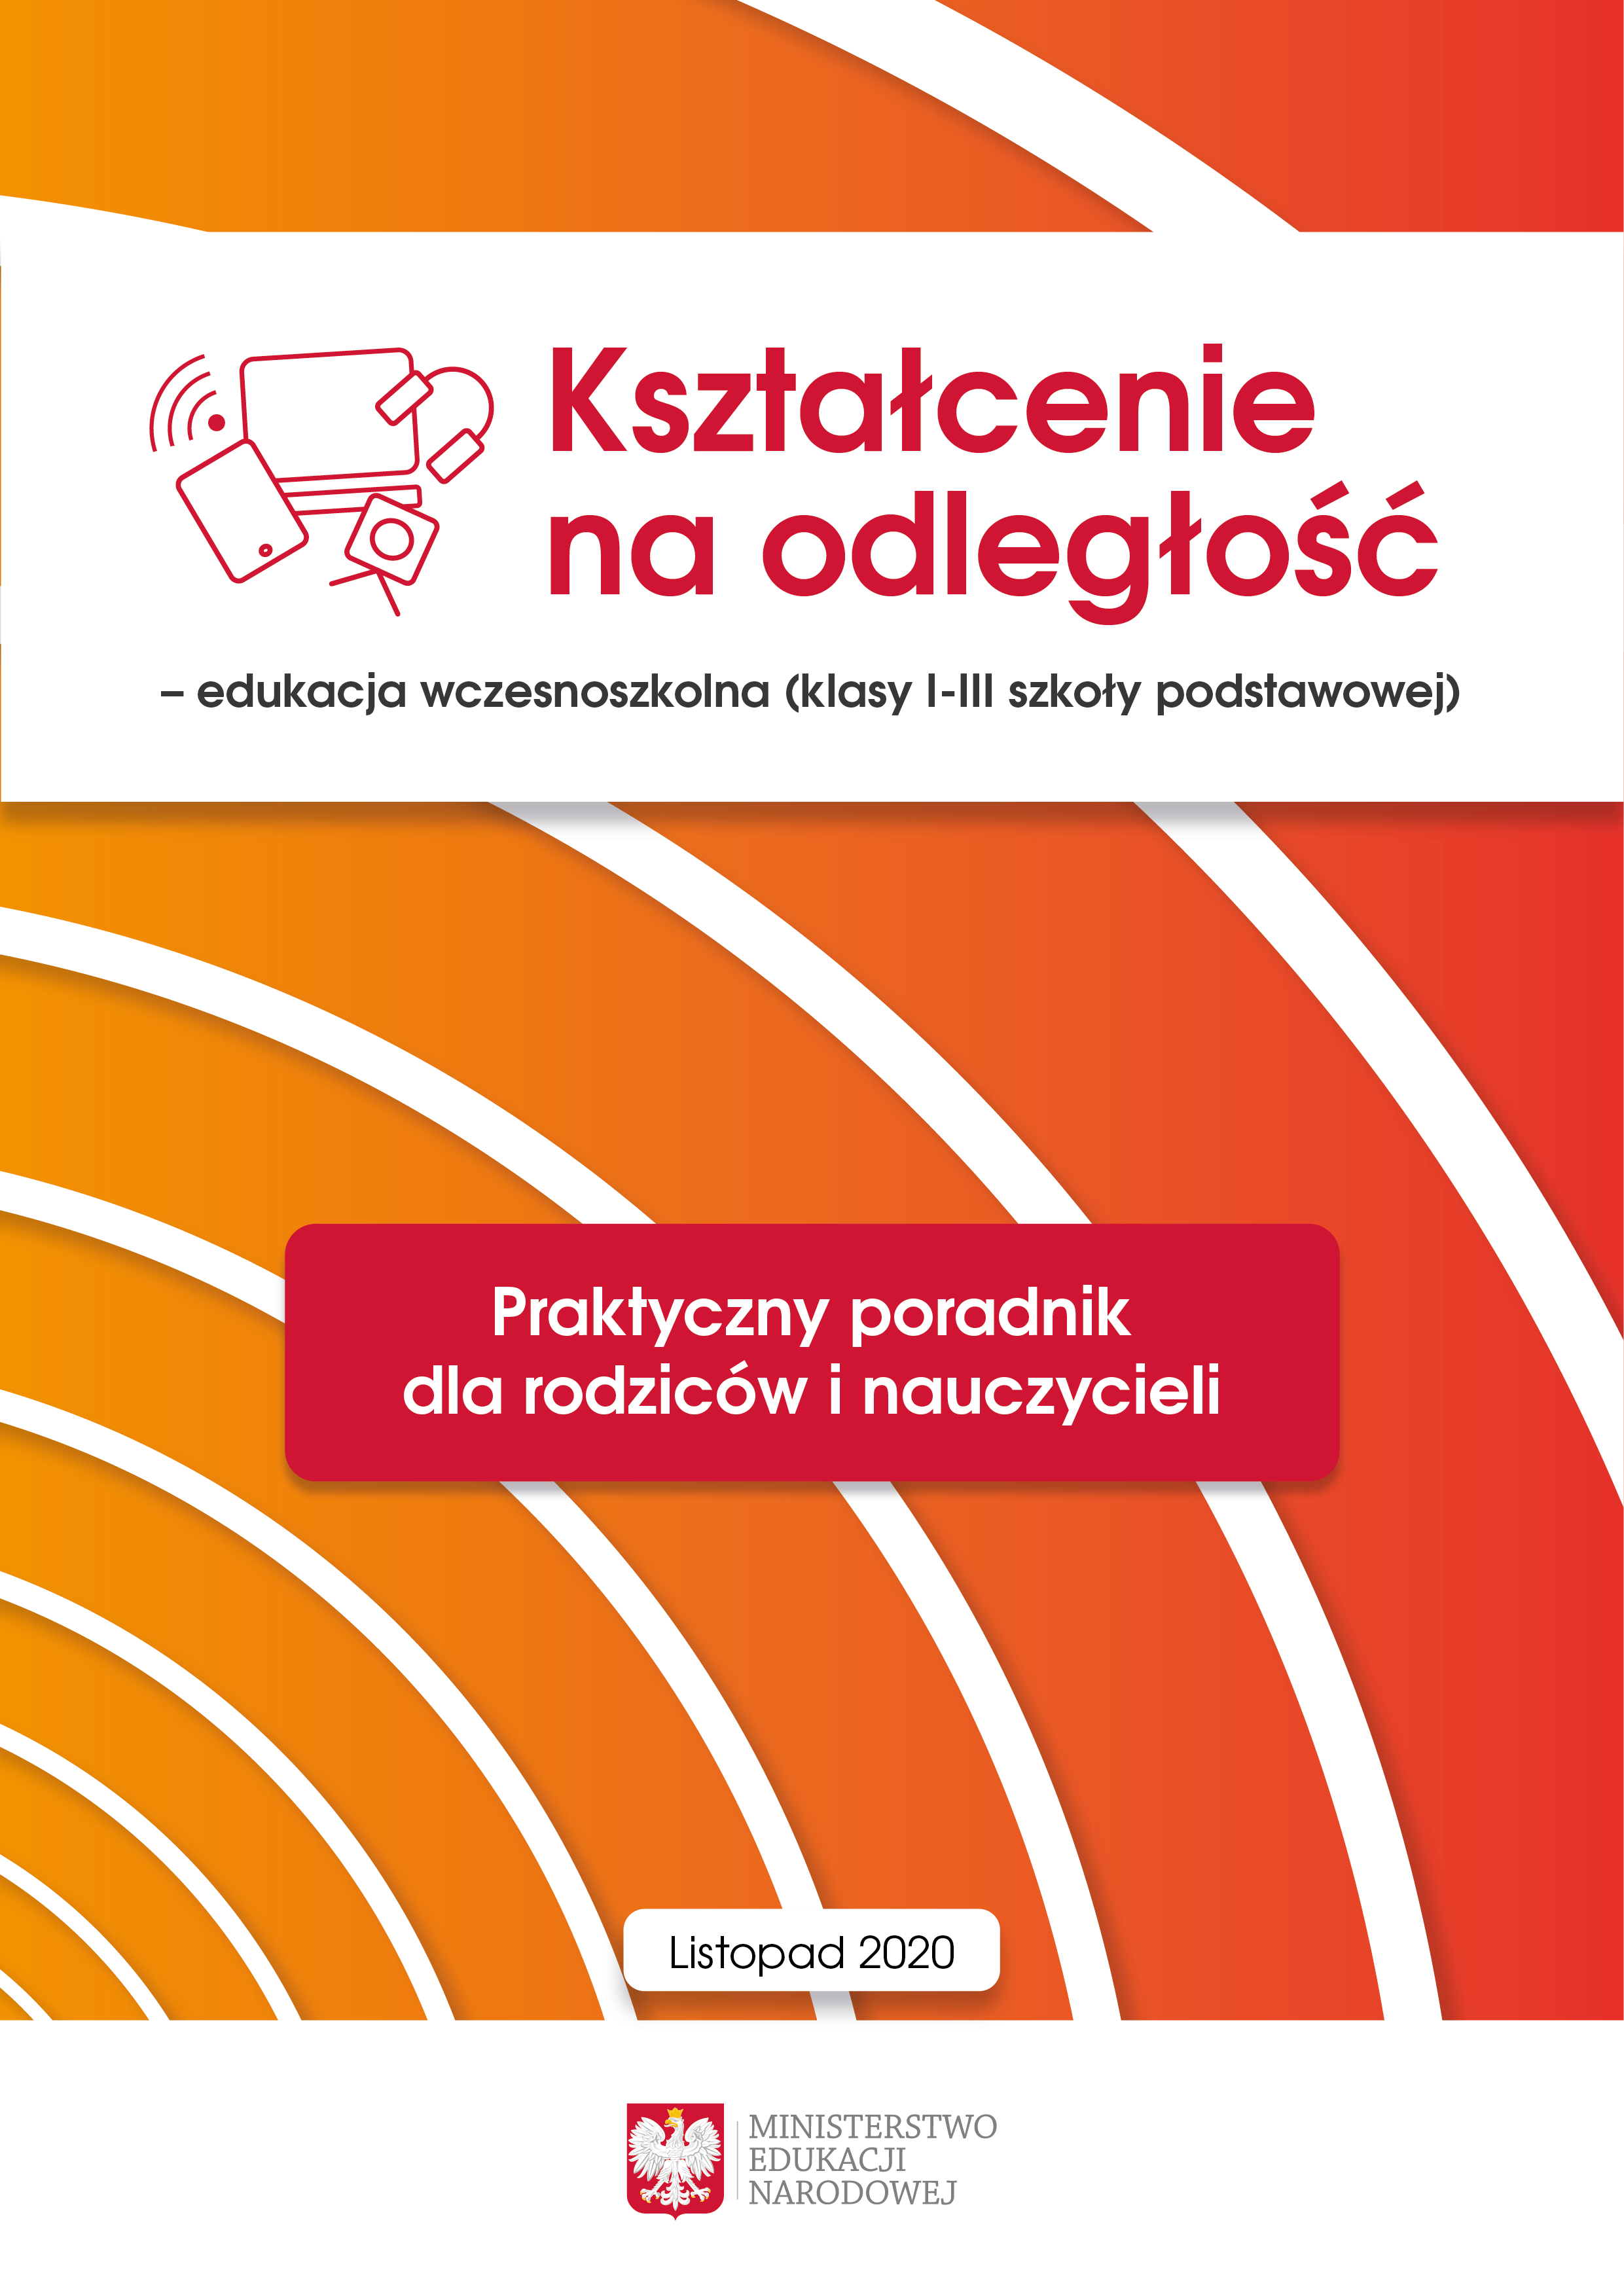 Kształcenie
na odległość
– edukacja wczesnoszkolna (klasy I-III szkoły podstawowej)
Praktyczny poradnik
dla rodziców i nauczycieli
Listopad 2020
MINISTERSTWO
EDUKACJI
NARODOWEJ